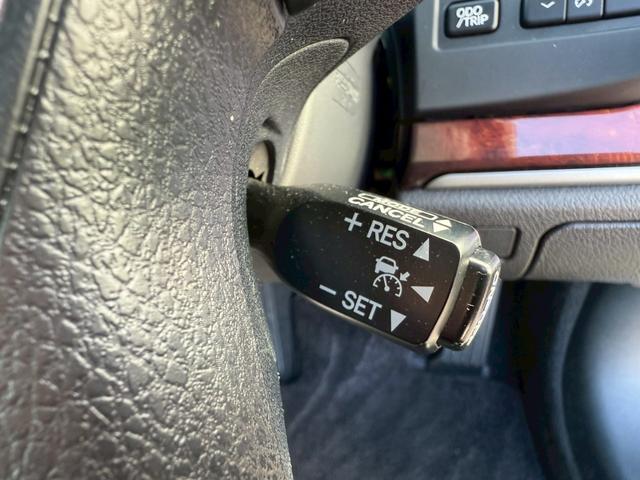 ODO
/TRIP
CANCEL
+ RES
− SET